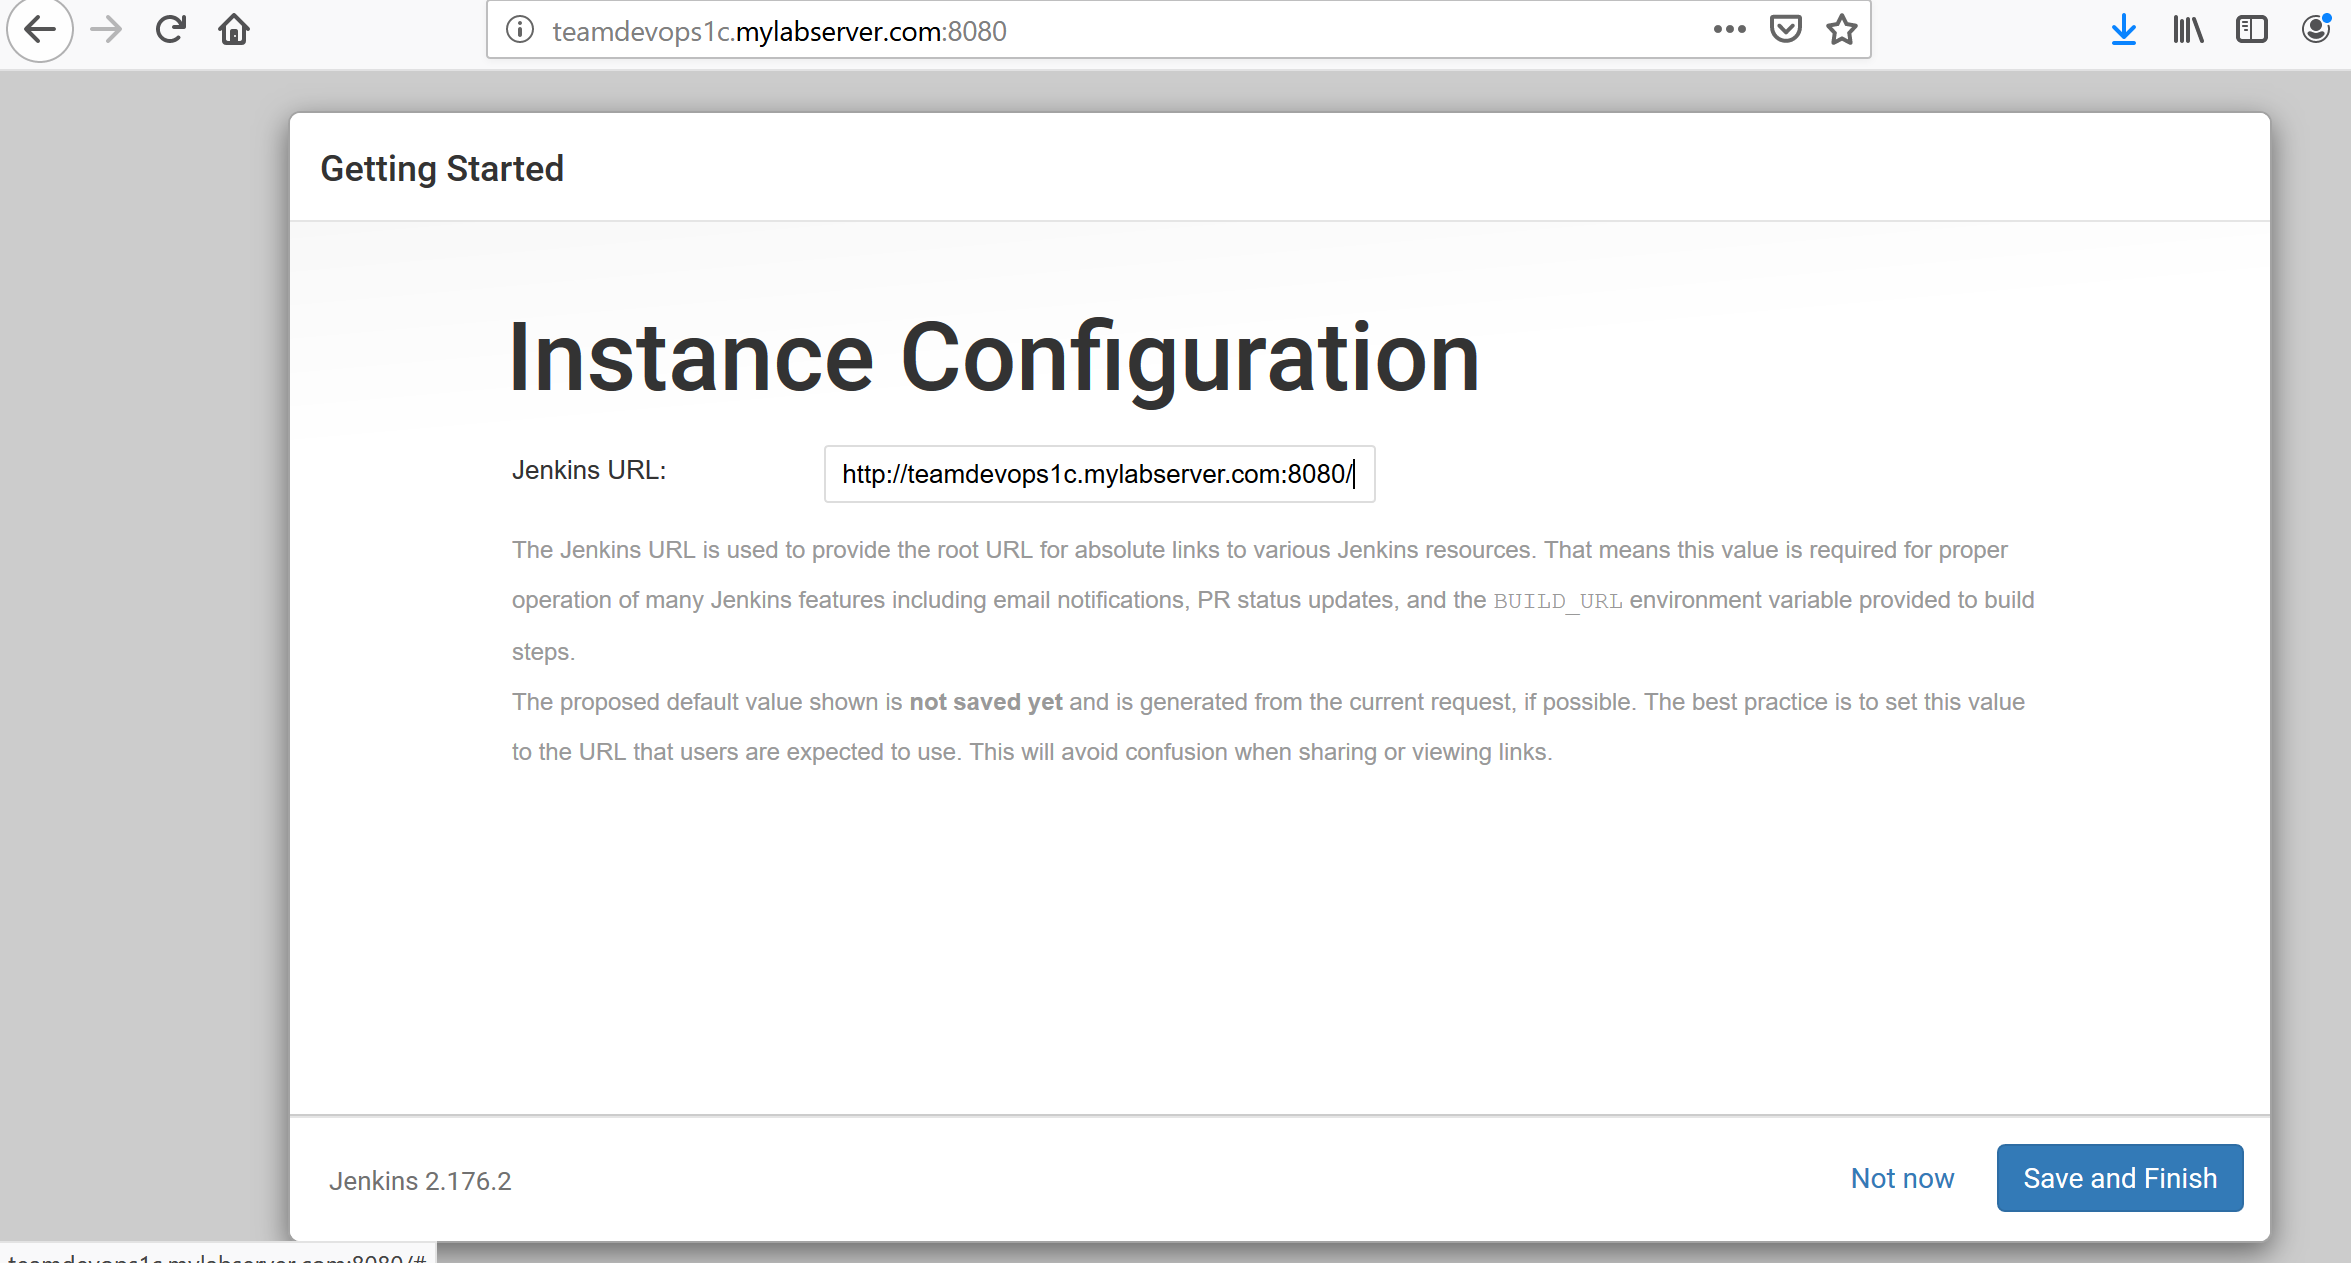 teamdevops1c.mylabserver.com:8080
Getting Started
Instance Configuration
Jenkins URL:
http://teamdevops1c.mylabserver.com:8080/
The Jenkins URL is used to provide the root URL for absolute links to various Jenkins resources. That means this value is required for proper
operation of many Jenkins features including email notifications, PR status updates, and the BUILD_URL environment variable provided to build
steps.
The proposed default value shown is not saved yet and is generated from the current request, if possible. The best practice is to set this value
to the URL that users are expected to use. This will avoid confusion when sharing or viewing links.
Jenkins 2.176.2
Not now
Save and Finish
teamdevops1c.mylabserver.com:8080/#